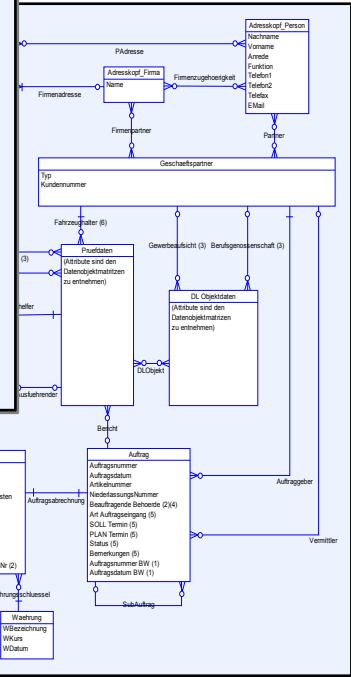 Adresskopf_Person
Nachname
Vorname
Anrede
Funktion
Telefon1
Telefon2
Telefax
EMail
PAdresse
Adresskopf_Firma
Name
Firmenzugehoerigkeit
Firmenadresse
Firmenpartner
Partner
Geschaeftspartner
Typ
Kundennummer
Fahrzeughalter (6)
Gewerbeaufsicht (3)
Berufsgenossenschaft (3)
(3)
Pruefdaten
(Attribute sind den
Datenobjektmatritzen
zu entnehmen)
DL Objektdaten
(Attribute sind den
Datenobjektmatrizen
zu entnehmen)
helfer
DLObjekt
Ausfuehrender
Bericht
Auftrag
Auftragsnummer
Auftragsdatum
Artikelnummer
NiederlassungsNummer
Beauftragende Behoerde (2)(4)
Art Auftragseingang (5)
SOLL Termin (5)
PLAN Termin (5)
Status (5)
Bemerkungen (5)
Auftragsnummer BW (1)
Auftragsdatum BW (1)
Auftraggeber
Vermittler
sten
Auftragsabrechnung
Nr (2)
hrungsschluessel
SubAuftrag
Waehrung
WBezeichnung
WKurs
WDatum